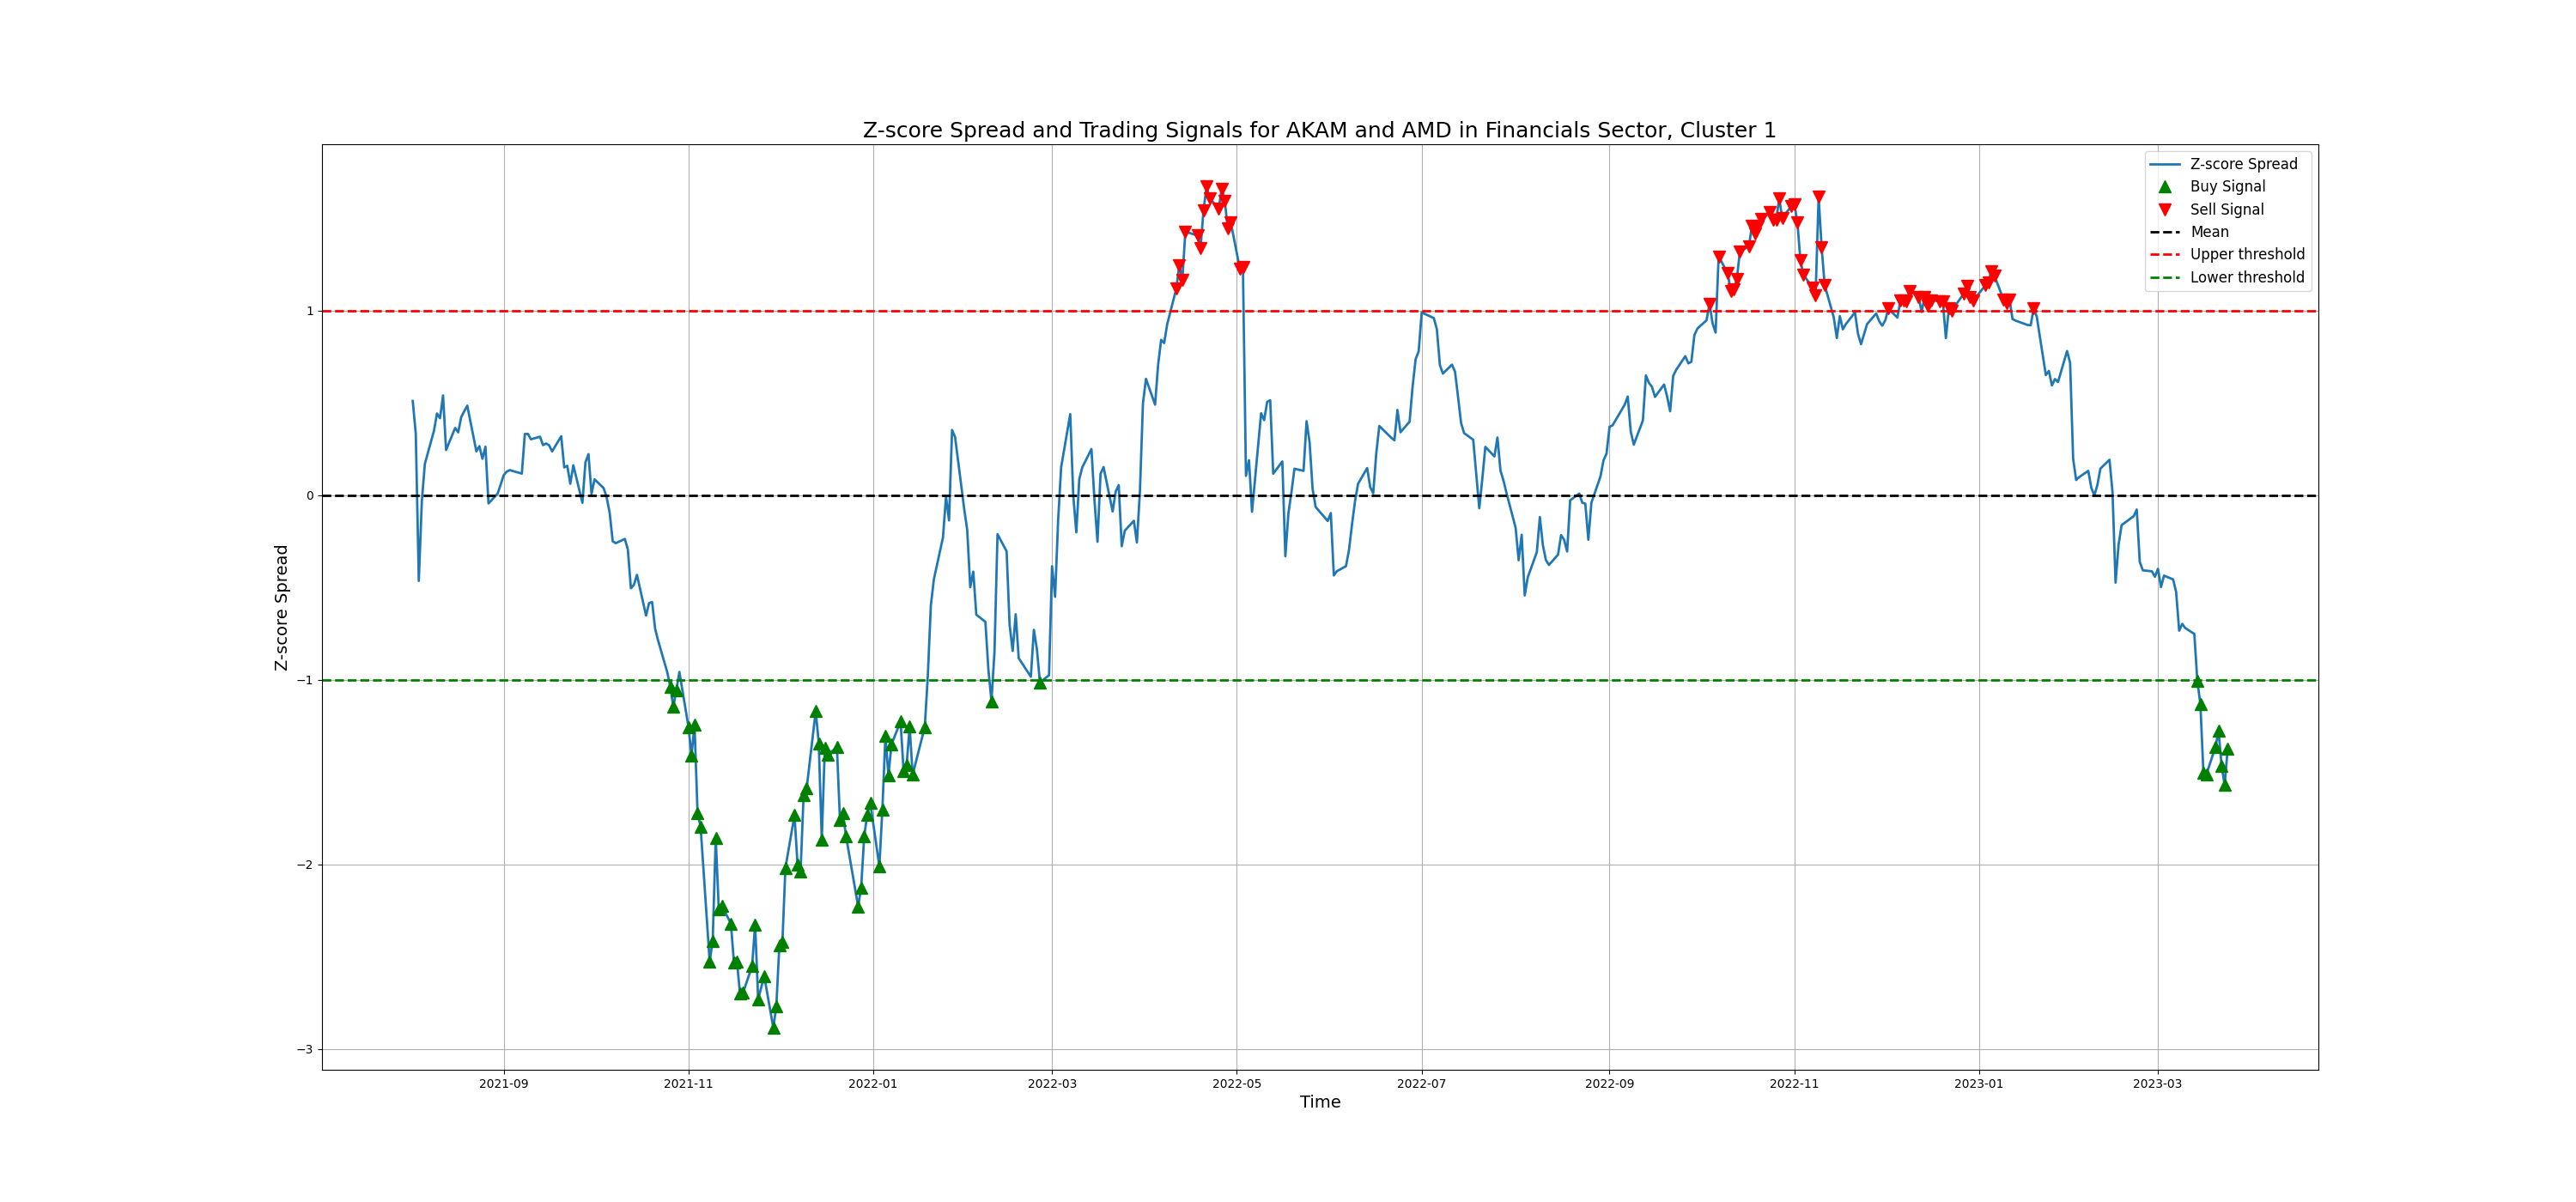 Z-score Spread and Trading Signals for AKAM and AMD in Financials Sector, Cluster 1
Z-score Spread
Buy Signal
Sell Signal
Mean
Upper threshold
Lower threshold
1
0
−1
−2
−3
Z-score Spread
2021-09 2021-11 2022-01 2022-03 2022-05 2022-07 2022-09 2022-11 2023-01 2023-03
Time